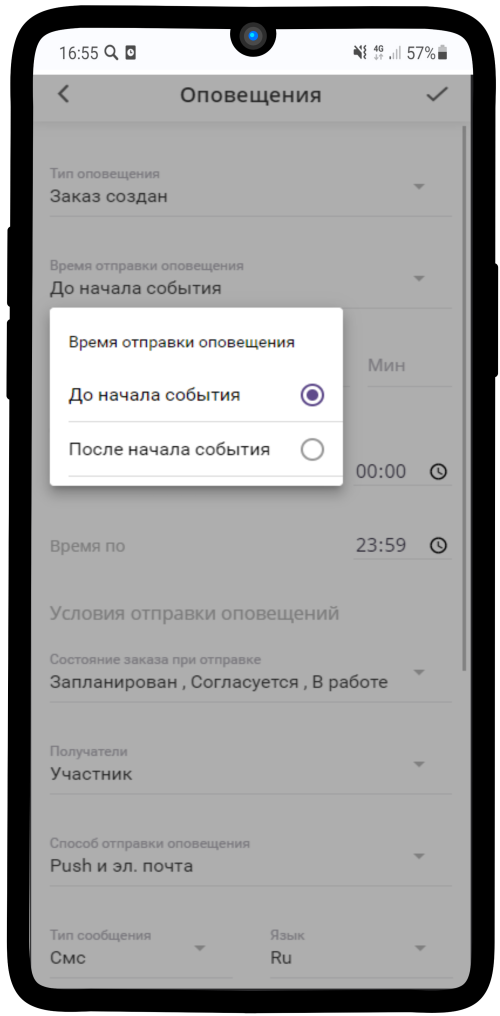 16:55 4G 57%
Оповещения
Тип оповещения
Заказ создан
Время отправки оповещения
До начала события
Время отправки оповещения
Мин
До начала события
После начала события
00:00
Время по 23:59
Условия отправки оповещений
Состояние заказа при отправке
Запланирован , Согласуется , В работе
Получатели
Участник
Способ отправки оповещения
Push и эл. почта
Тип сообщения Язык
Смс Ru